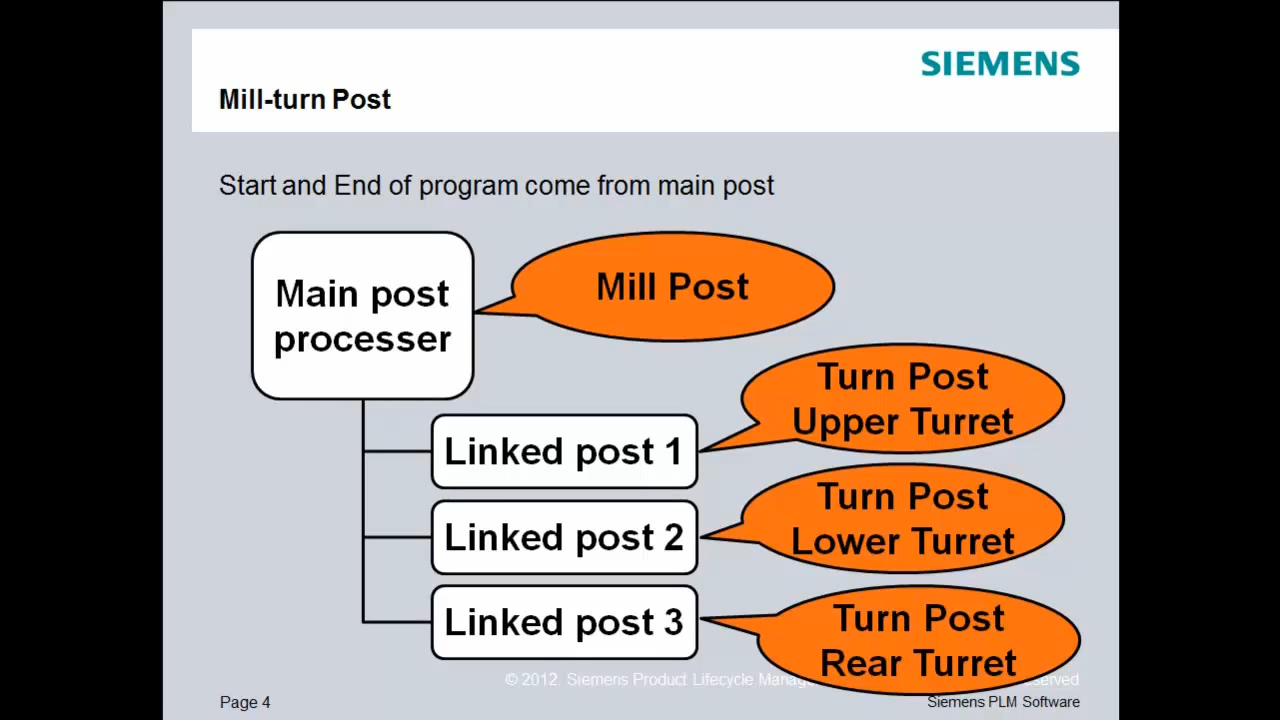 SIEMENS
Mill-turn Post
Start and End of program come from main post
Main post
processer
Mill Post
Turn Post
Upper Turret
Linked post 1
Turn Post
Lower Turret
Linked post 2
Turn Post
Rear Turret
Linked post 3
© 2012. Siemens Product Lifecycle
Page 4
Siemens PLM Software